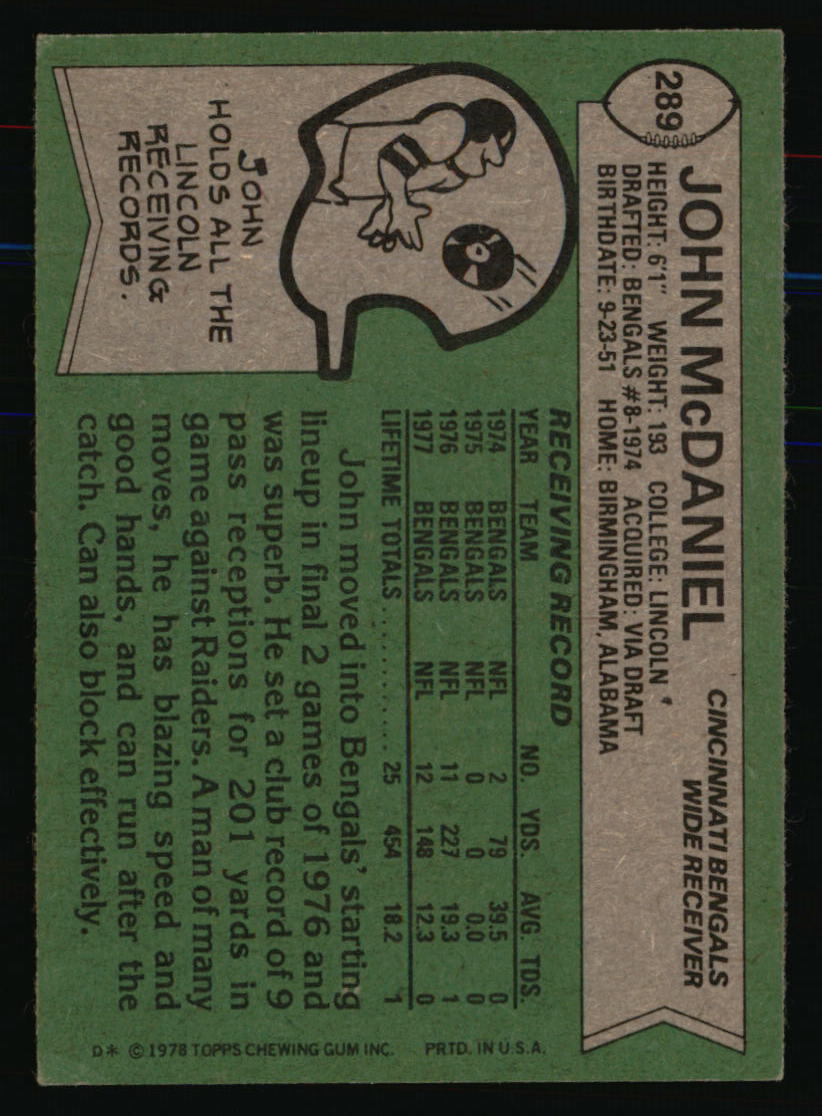 289
JOHN McDANIEL
CINCINNATI BENGALS
WIDE RECEIVER
HEIGHT: 6'1" WEIGHT: 193 COLLEGE: LINCOLN
DRAFTED: BENGALS #8-1974 ACQUIRED: VIA DRAFT
BIRTHDATE: 9-23-51 HOME: BIRMINGHAM, ALABAMA
RECEIVING RECORD
YEAR TEAM NO. YDS. AVG. TDS.
1974 BENGALS NFL 2 79 39.5 0
1975 BENGALS NFL 0 0 0.0 0
1976 BENGALS NFL 11 227 19.3 1
1977 BENGALS NFL 12 148 12.3 0
LIFETIME TOTALS ............ 25 454 18.2 1
John moved into Bengals' starting
lineup in final 2 games of 1976 and
was superb. He set a club record of 9
pass receptions for 201 yards in
game against Raiders. A man of many
moves, he has blazing speed and
good hands, and can run after the
catch. Can also block effectively.
JOHN
HOLDS ALL THE
LINCOLN
RECEIVING
RECORDS.
D* © 1978 TOPPS CHEWING GUM INC. PRTD. IN U.S.A.